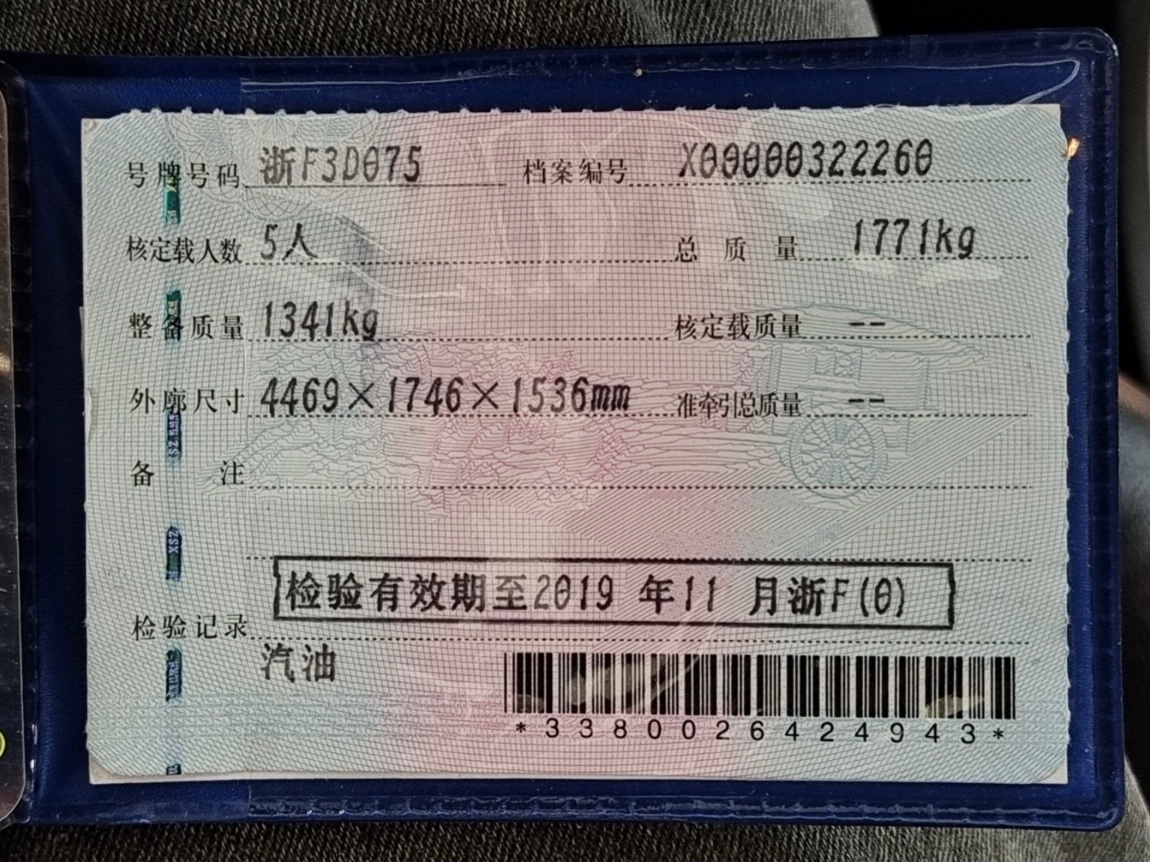 号牌号码 浙F3D075 档案编号 X00000322260
核定载人数 5人 总质量 1771kg
整备质量 1341kg 核定载质量 --
外廓尺寸 4469×1746×1536mm 准牵引总质量 --
备注
检验有效期至2019 年11 月浙F(0)
检验记录
汽油
*3380026424943*